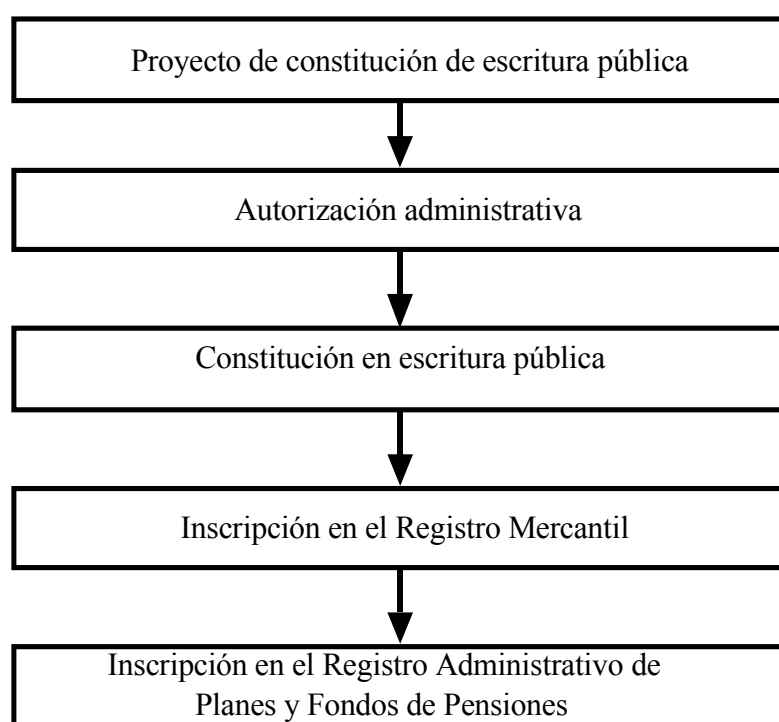 Proyecto de constitución de escritura pública
Autorización administrativa
Constitución en escritura pública
Inscripción en el Registro Mercantil
Inscripción en el Registro Administrativo de
Planes y Fondos de Pensiones